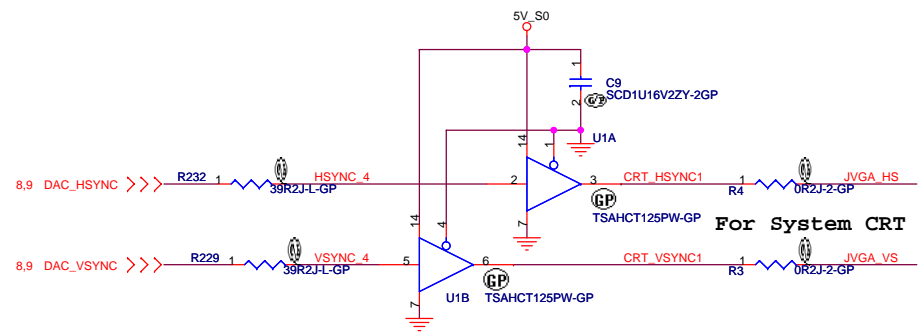 5V_S0
1
C9
SCD1U16V2ZY-2GP
2
G/P
U1A
14
1
8,9 DAC_HSYNC
R232
1
HSYNC_4
39R2J-L-GP
2
3
CRT_HSYNC1
1
R4
0R2J-2-GP
JVGA_HS
GP
TSAHCT125PW-GP
7
For System CRT
14
4
8,9 DAC_VSYNC
R229
1
VSYNC_4
39R2J-L-GP
5
6
CRT_VSYNC1
1
R3
0R2J-2-GP
JVGA_VS
GP
TSAHCT125PW-GP
U1B
7